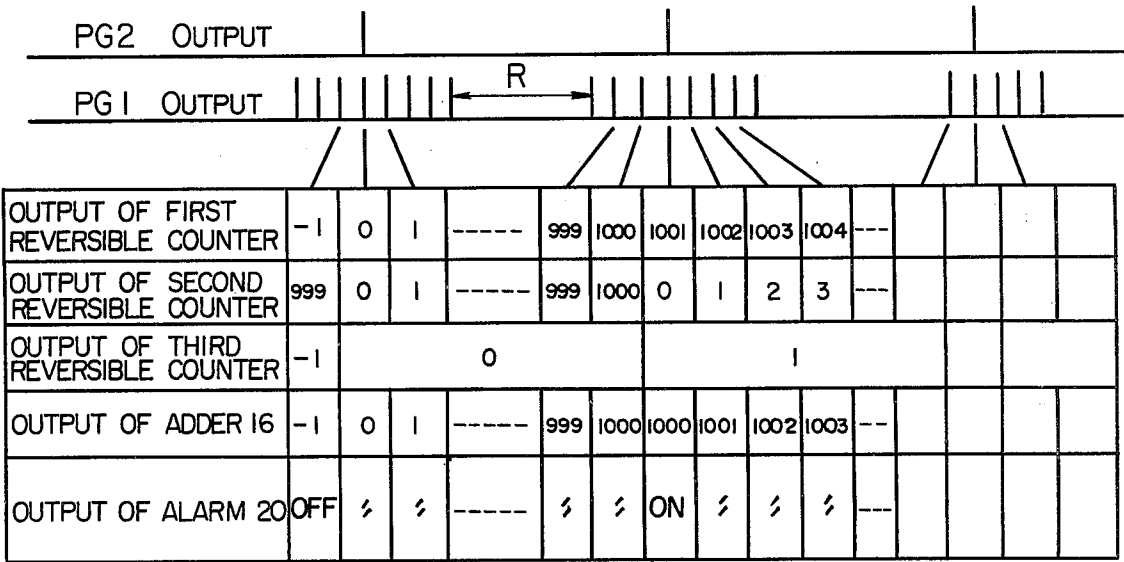 PG2 OUTPUT
PG1 OUTPUT
R
OUTPUT OF FIRST
REVERSIBLE COUNTER -1 0 1 ----- 999 1000 1001 1002 1003 1004 ---
OUTPUT OF SECOND
REVERSIBLE COUNTER 999 0 1 ----- 999 1000 0 1 2 3 ---
OUTPUT OF THIRD
REVERSIBLE COUNTER -1 0 1
OUTPUT OF ADDER 16 -1 0 1 ---- 999 1000 1000 1001 1002 1003 --
OUTPUT OF ALARM 20 OFF 〃 〃 ----- 〃 〃 ON 〃 〃 〃 ---